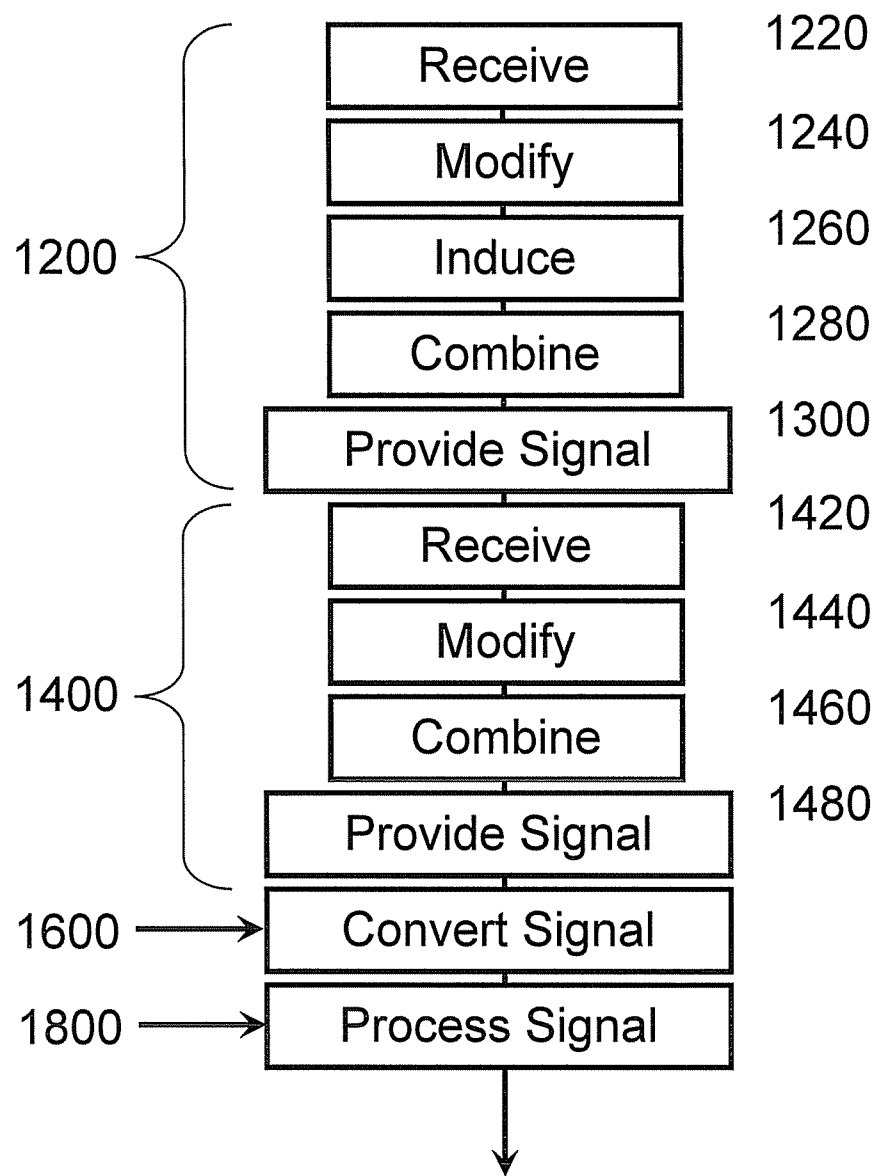 1220
Receive
1240
Modify
1260
Induce
1200
1280
Combine
1300
Provide Signal
1420
Receive
1440
Modify
1400
1460
Combine
1480
Provide Signal
1600
Convert Signal
1800
Process Signal